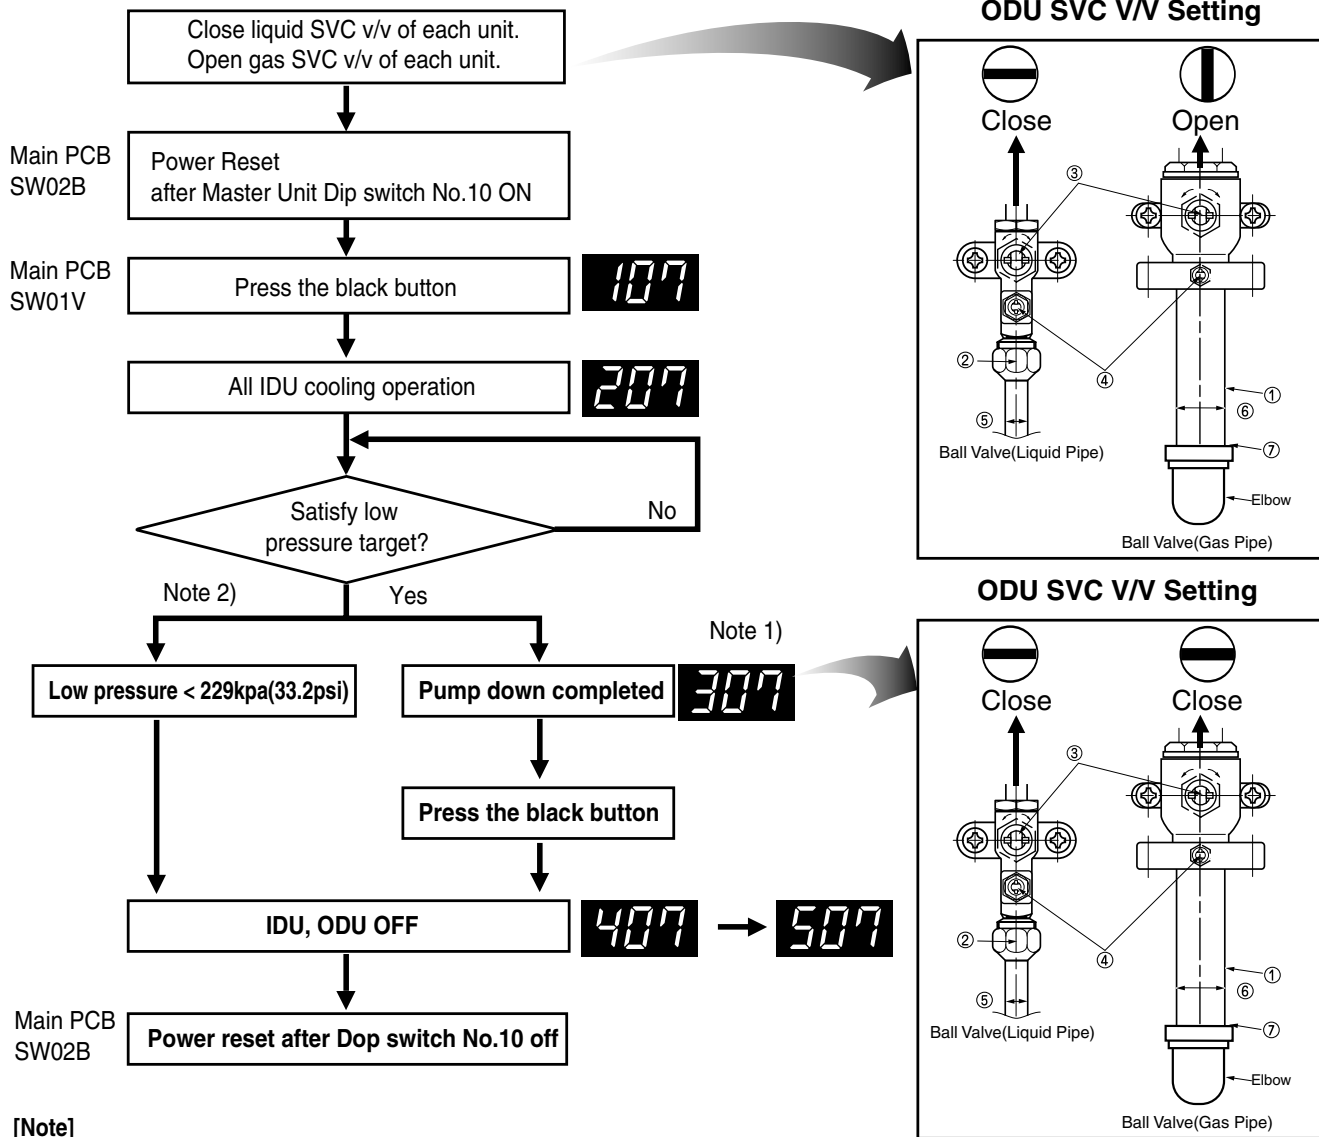 Close liquid SVC v/v of each unit.
Open gas SVC v/v of each unit.
Main PCB
SW02B
Power Reset
after Master Unit Dip switch No.10 ON
Main PCB
SW01V
Press the black button
107
All IDU cooling operation
207
Satisfy low
pressure target?
No
Note 2)
Yes
Note 1)
Low pressure < 229kpa(33.2psi)
Pump down completed
307
Press the black button
IDU, ODU OFF
407
507
Main PCB
SW02B
Power reset after Dop switch No.10 off
[Note]
ODU SVC V/V Setting
Close
Open
③
②
④
①
⑥
⑤
⑦
Ball Valve(Liquid Pipe)
Elbow
Ball Valve(Gas Pipe)
ODU SVC V/V Setting
Close
Close
③
②
④
①
⑥
⑤
⑦
Ball Valve(Liquid Pipe)
Elbow
Ball Valve(Gas Pipe)